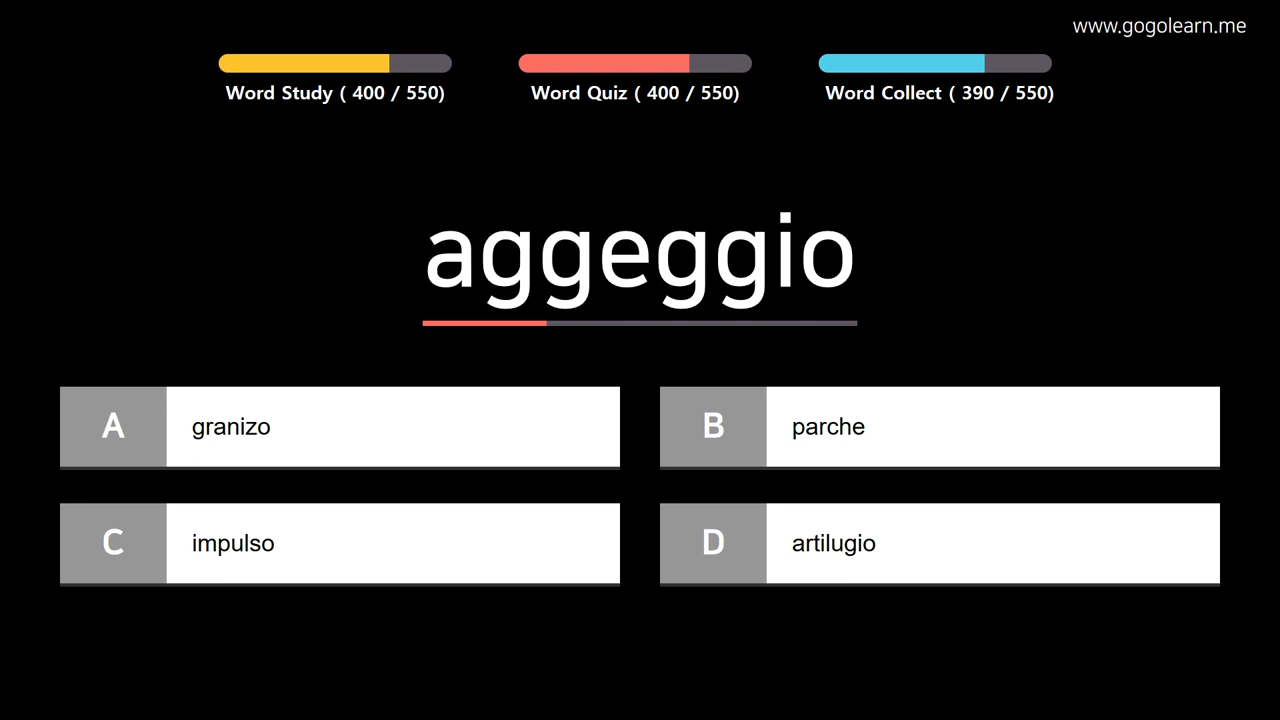 www.gogolearn.me
Word Study ( 400 / 550)
Word Quiz ( 400 / 550)
Word Collect ( 390 / 550)
aggeggio
A granizo
B parche
C impulso
D artilugio